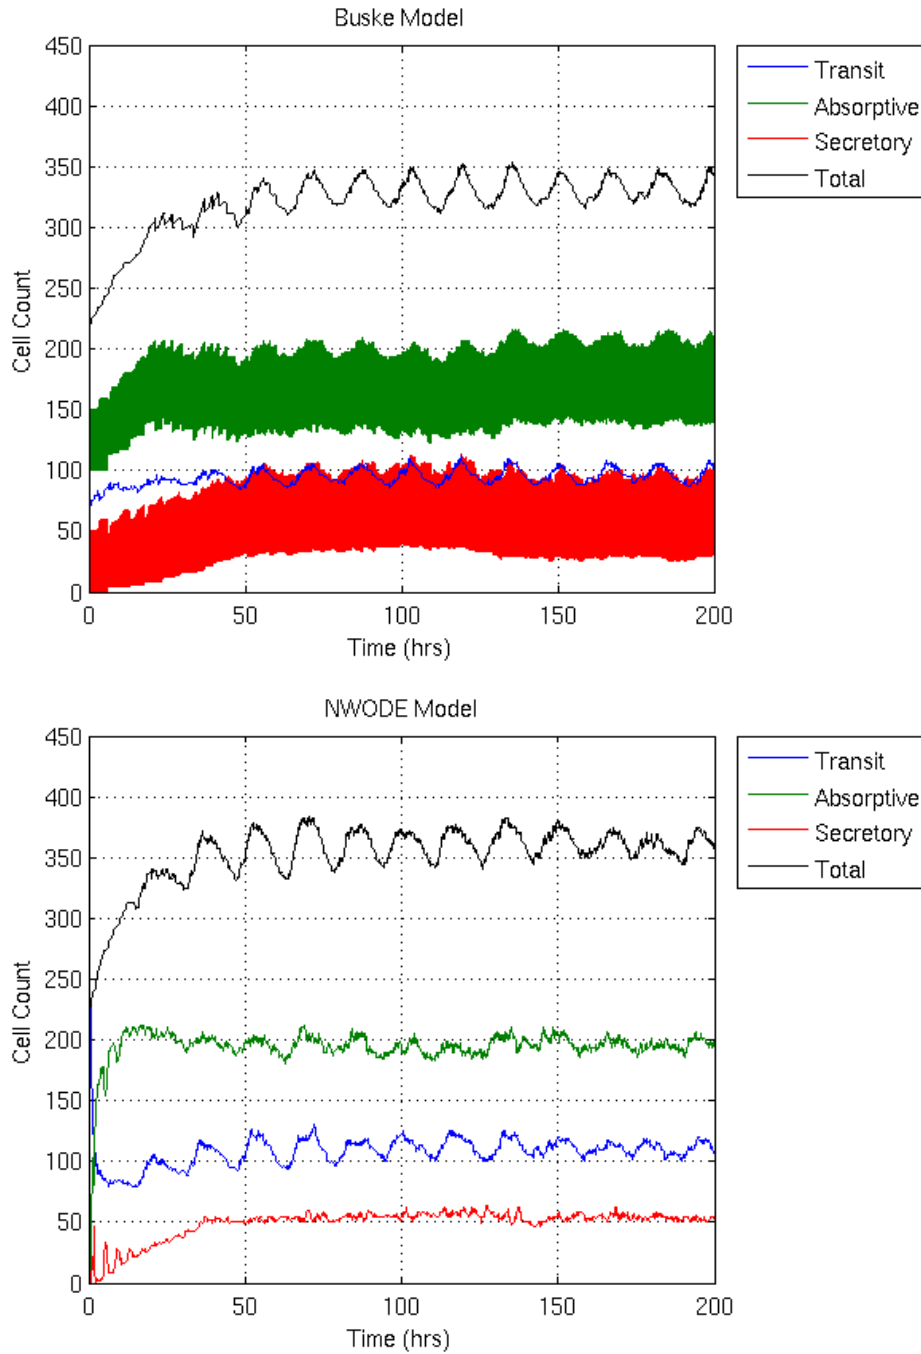 Buske Model
450
400
350
300
250
200
150
100
50
0
Cell Count
0 50 100 150 200
Time (hrs)
Transit
Absorptive
Secretory
Total
NWODE Model
450
400
350
300
250
200
150
100
50
0
Cell Count
0 50 100 150 200
Time (hrs)
Transit
Absorptive
Secretory
Total